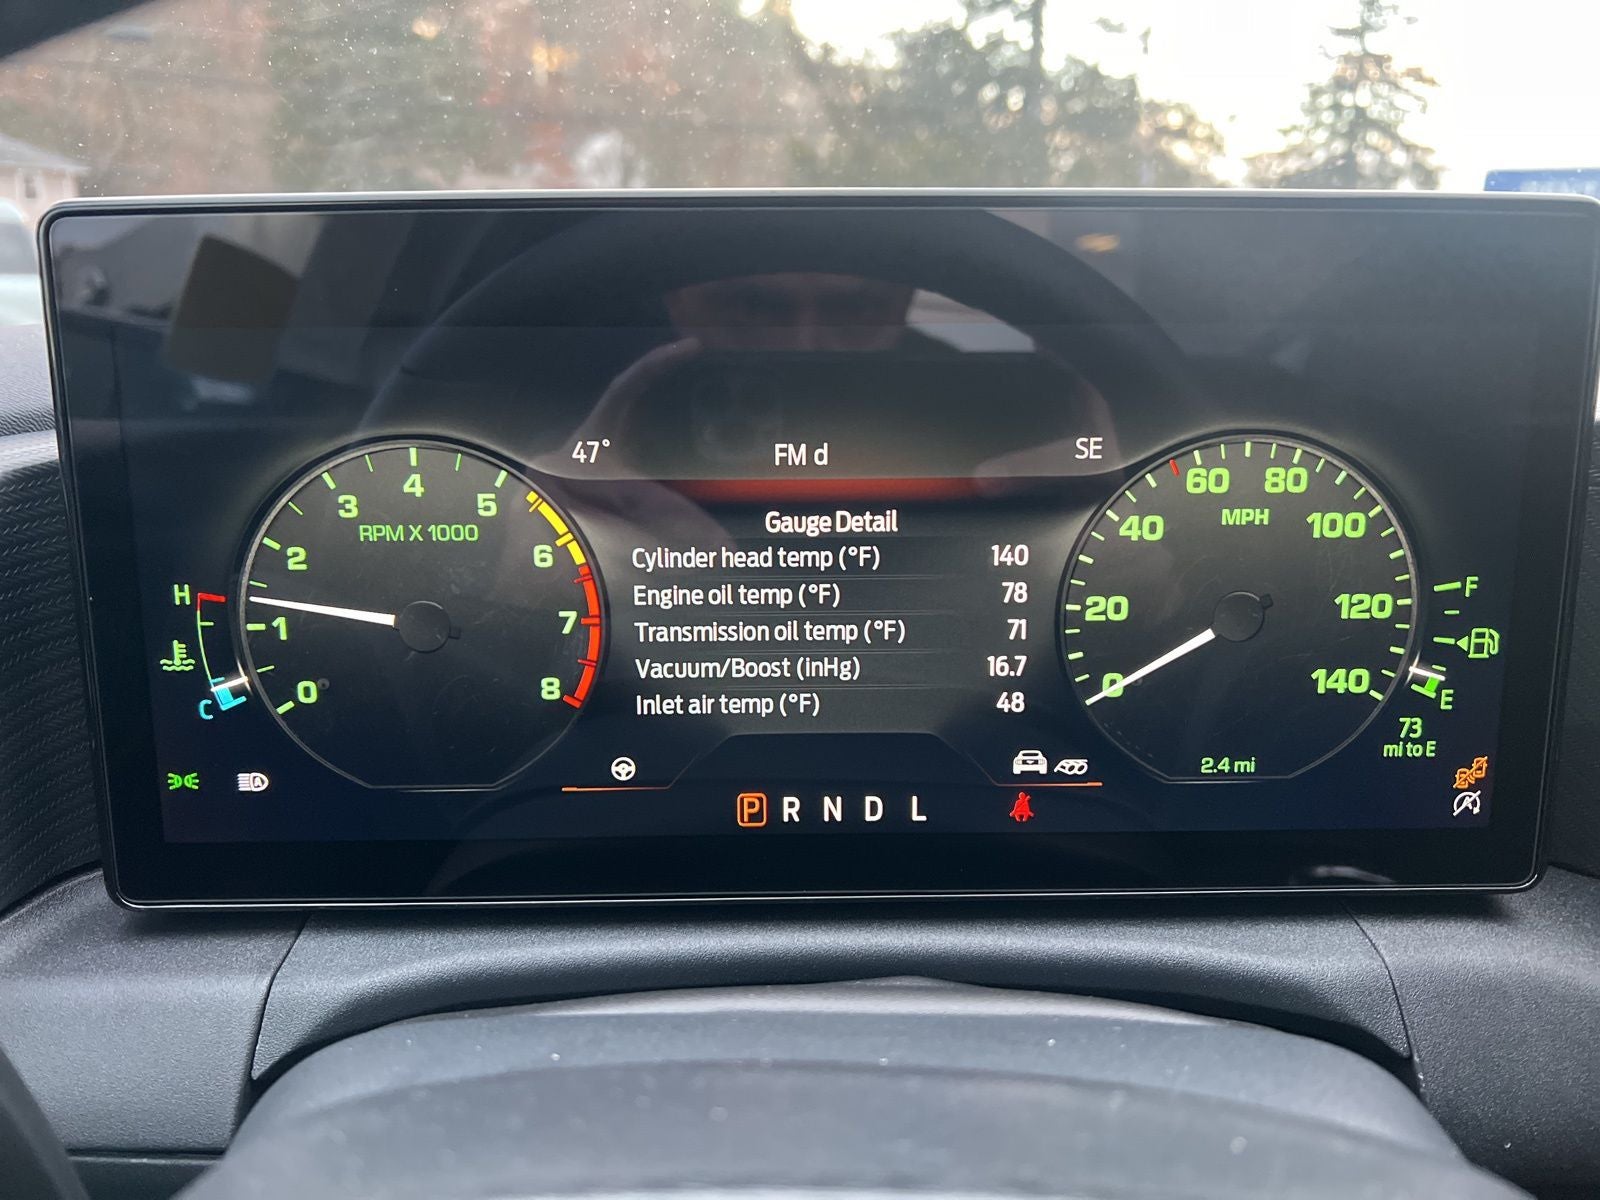 47° FM d SE
Gauge Detail
Cylinder head temp (°F) 140
Engine oil temp (°F) 78
Transmission oil temp (°F) 71
Vacuum/Boost (inHg) 16.7
Inlet air temp (°F) 48
0 1 2 3 4 5 6 7 8
RPM X 1000
H
C
0 20 40 60 80 100 120 140
MPH
2.4 mi
F
E
73
mi to E
A
P R N D L
A